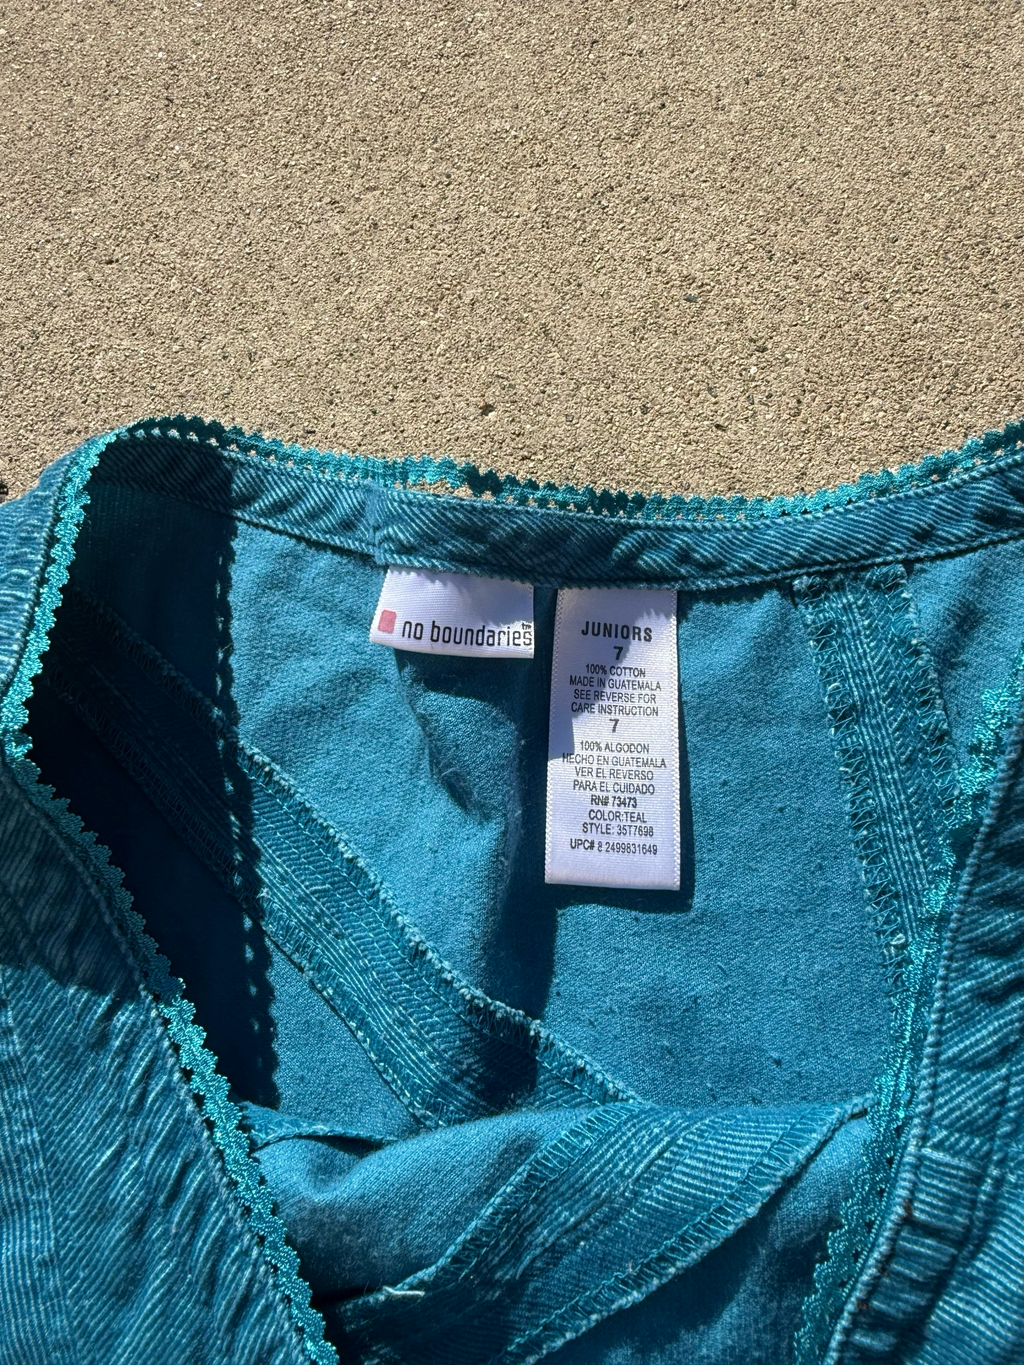 no boundaries™
JUNIORS
7
100% COTTON
MADE IN GUATEMALA
SEE REVERSE FOR
CARE INSTRUCTION
7
100% ALGODON
HECHO EN GUATEMALA
VER EL REVERSO
PARA EL CUIDADO
RN# 73473
COLOR:TEAL
STYLE: 35T7698
UPC# 8 2499831649